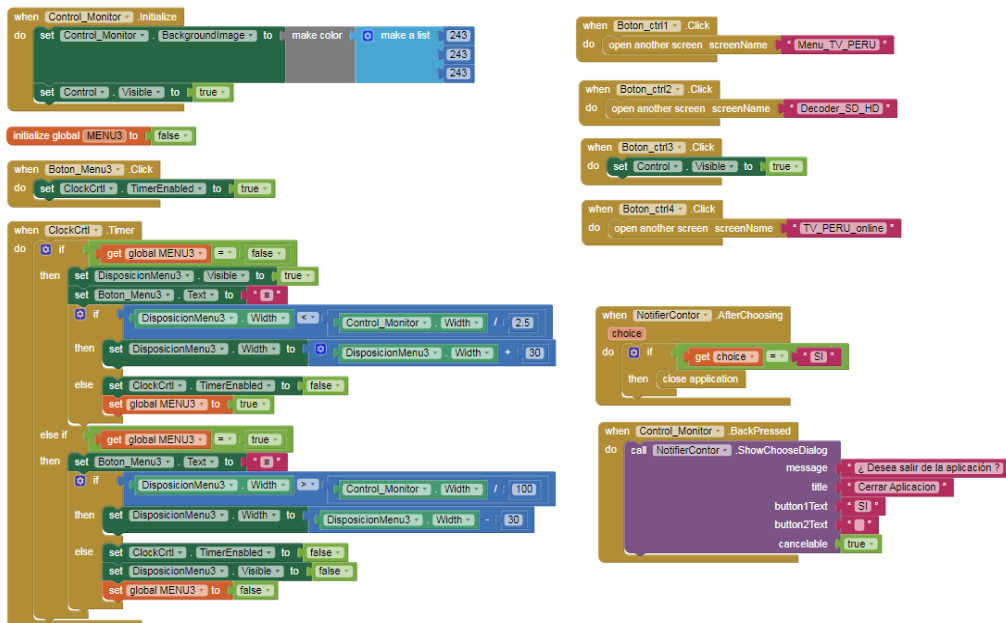 when Control_Monitor .Initialize
do set Control_Monitor . BackgroundImage to make color make a list 243
243
243
set Control . Visible to true
initialize global MENU3 to false
when Boton_Menu3 .Click
do set ClockCrtl . TimerEnabled to true
when ClockCrtl .Timer
do if get global MENU3 = false
then set DisposicionMenu3 . Visible to true
set Boton_Menu3 . Text to " ≡ "
if DisposicionMenu3 . Width < Control_Monitor . Width / 2.5
then set DisposicionMenu3 . Width to DisposicionMenu3 . Width + 30
else set ClockCrtl . TimerEnabled to false
set global MENU3 to true
else if get global MENU3 = true
then set Boton_Menu3 . Text to " ≡ "
if DisposicionMenu3 . Width > Control_Monitor . Width / 100
then set DisposicionMenu3 . Width to DisposicionMenu3 . Width - 30
else set ClockCrtl . TimerEnabled to false
set DisposicionMenu3 . Visible to false
set global MENU3 to false
when Boton_ctrl1 .Click
do open another screen screenName " Menu_TV_PERU "
when Boton_ctrl2 .Click
do open another screen screenName " Decoder_SD_HD "
when Boton_ctrl3 .Click
do set Control . Visible to true
when Boton_ctrl4 .Click
do open another screen screenName " TV_PERU_online "
when NotifierContor .AfterChoosing
choice
do if get choice = " SI "
then close application
when Control_Monitor .BackPressed
do call NotifierContor .ShowChooseDialog
message " ¿ Desea salir de la aplicación ? "
title " Cerrar Aplicacion "
button1Text " SI "
button2Text " "
cancelable true